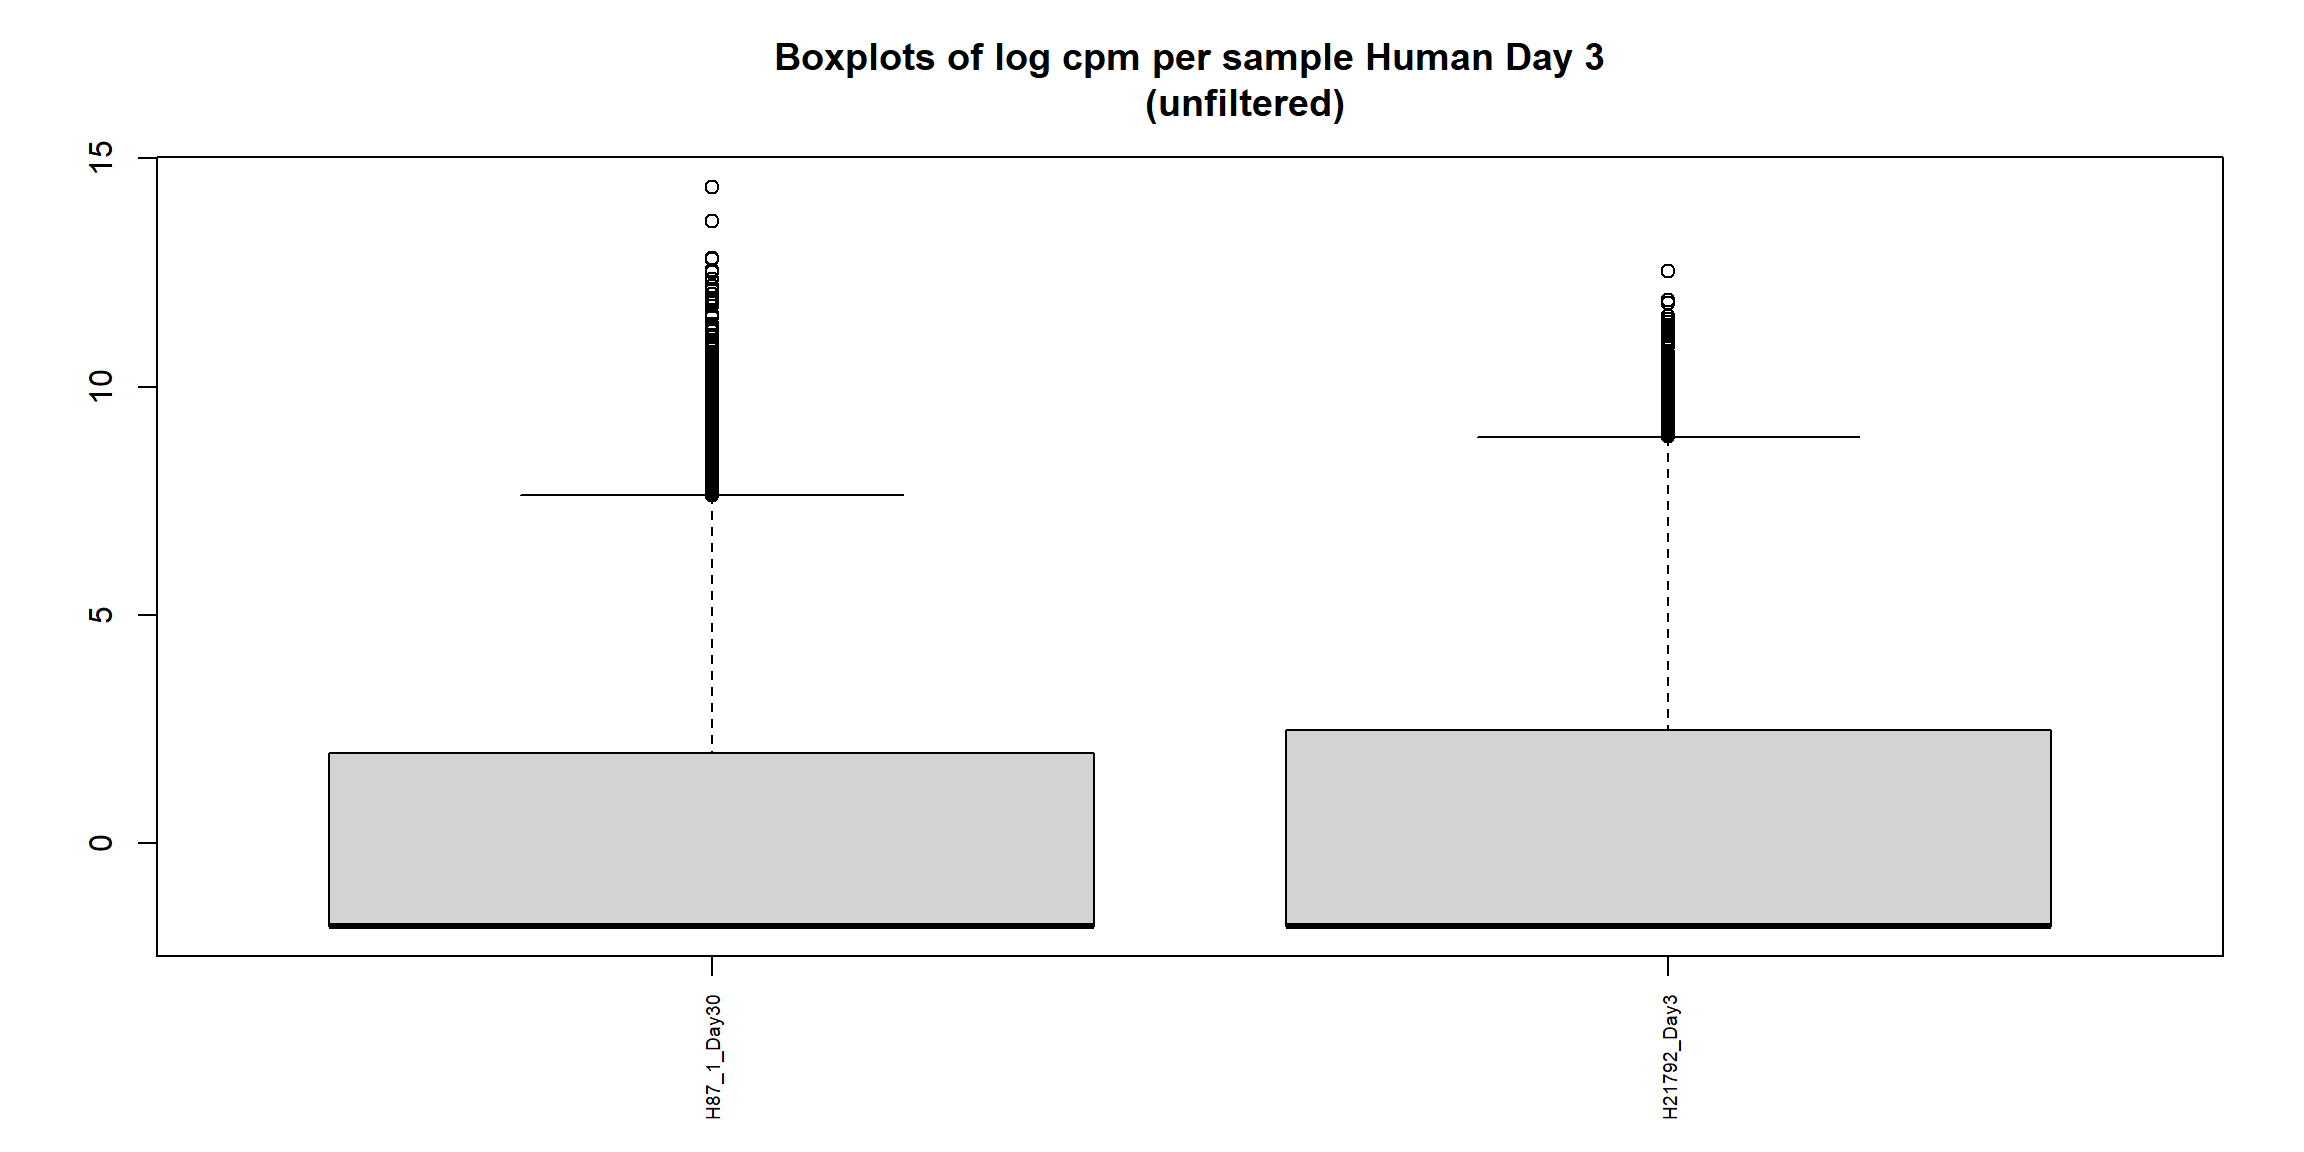 Boxplots of log cpm per sample Human Day 3
(unfiltered)
15
10
5
0
H87_1_Day30
H21792_Day3